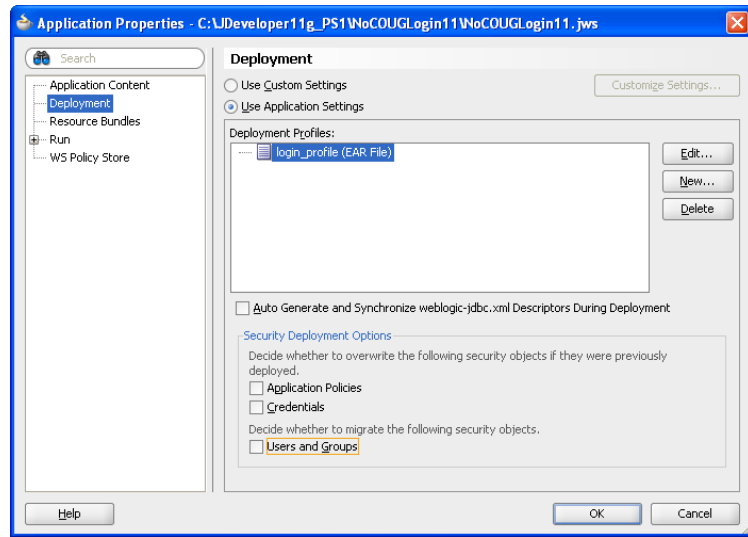 Application Properties - C:\JDeveloper11g_PS1\NoCOUGLogin11\NoCOUGLogin11.jws
Search
Application Content
Deployment
Resource Bundles
Run
WS Policy Store
Deployment
Use Custom Settings
Customize Settings...
Use Application Settings
Deployment Profiles:
login_profile (EAR File)
Edit...
New...
Delete
Auto Generate and Synchronize weblogic-jdbc.xml Descriptors During Deployment
Security Deployment Options
Decide whether to overwrite the following security objects if they were previously
deployed.
Application Policies
Credentials
Decide whether to migrate the following security objects.
Users and Groups
Help
OK
Cancel